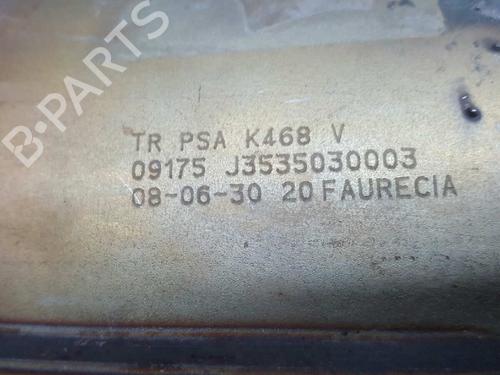 B-PARTS
TR PSA K468 V
09175 J3535030003
08-06-30 20 FAURECIA